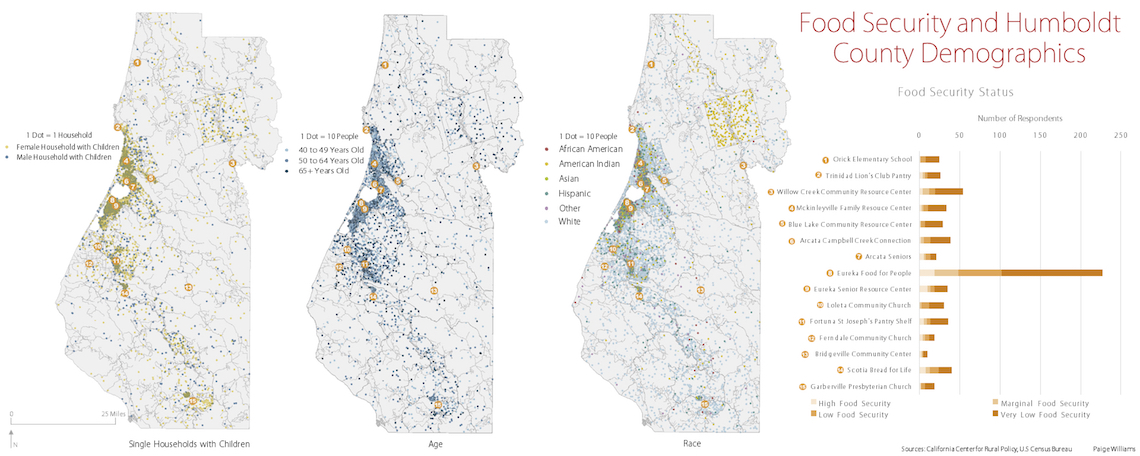 Food Security and Humboldt
County Demographics
Food Security Status
Number of Respondents
0 50 100 150 200 250
1 Orick Elementary School
2 Trinidad Lion's Club Pantry
3 Willow Creek Community Resource Center
4 Mckinleyville Family Resouce Center
5 Blue Lake Community Resource Center
6 Arcata Campbell Creek Connection
7 Arcata Seniors
8 Eureka Food for People
9 Eureka Senior Resource Center
10 Loleta Community Church
11 Fortuna St Joseph's Pantry Shelf
12 Ferndale Community Church
13 Bridgeville Community Center
14 Scotia Bread for Life
Garberville Presbyterian Church
High Food Security
Marginal Food Security
Low Food Security
Very Low Food Security
1 Dot = 1 Household
Female Household with Children
Male Household with Children
1 Dot = 10 People
40 to 49 Years Old
50 to 64 Years Old
65+ Years Old
1 Dot = 10 People
African American
American Indian
Asian
Hispanic
Other
White
0 25 Miles
N
Single Households with Children
Age
Race
Sources: California Center for Rural Policy, U.S Census Bureau
Paige Williams